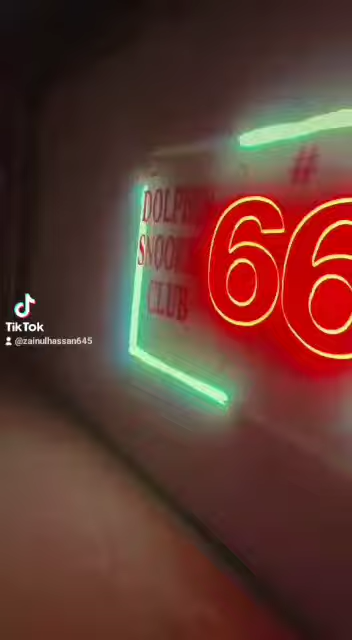 #
DOLPHIN
SNOOKER
CLUB
66
TikTok
@zainulhassan645